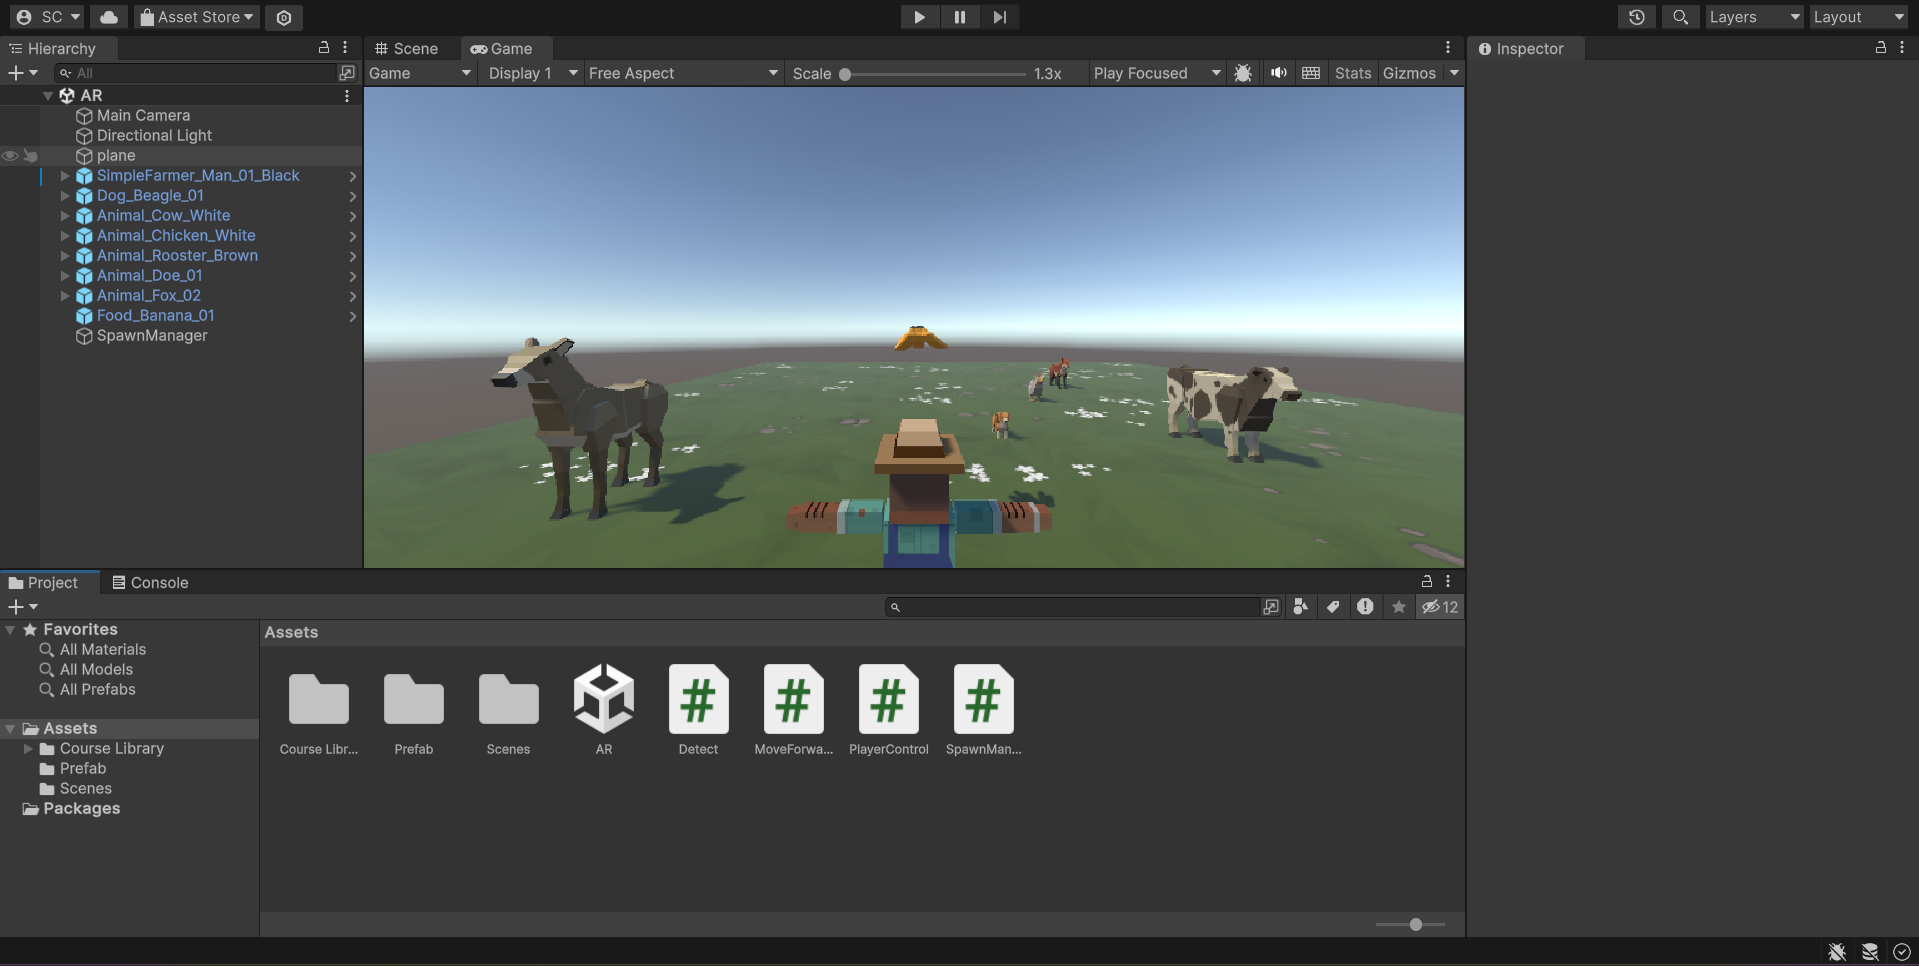 SC
Asset Store
Layers
Layout
Hierarchy
All
AR
Main Camera
Directional Light
plane
SimpleFarmer_Man_01_Black
Dog_Beagle_01
Animal_Cow_White
Animal_Chicken_White
Animal_Rooster_Brown
Animal_Doe_01
Animal_Fox_02
Food_Banana_01
SpawnManager
Scene
Game
Game
Display 1
Free Aspect
Scale
1.3x
Play Focused
Stats
Gizmos
Inspector
Project
Console
12
Favorites
All Materials
All Models
All Prefabs
Assets
Course Library
Prefab
Scenes
Packages
Assets
Course Libr...
Prefab
Scenes
AR
Detect
MoveForwa...
PlayerControl
SpawnMan...